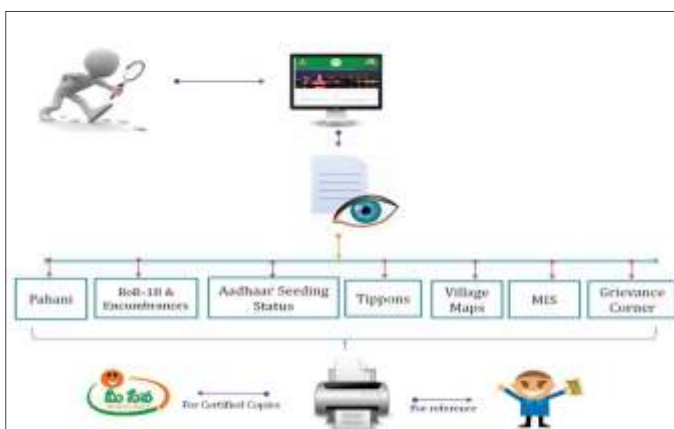 Pahani
RoR-1B &
Encumbrances
Aadhaar Seeding
Status
Tippons
Village
Maps
MIS
Grievance
Corner
మీ సేవ
For Certified Copies
For reference